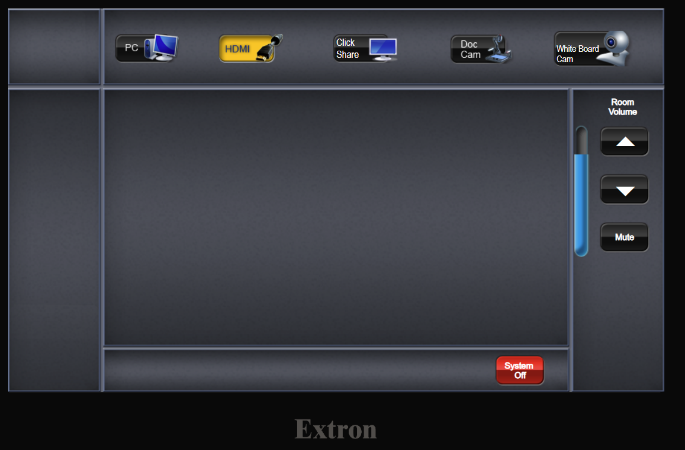 PC
HDMI
Click
Share
Doc
Cam
White Board
Cam
Room
Volume
Mute
System
Off
Extron